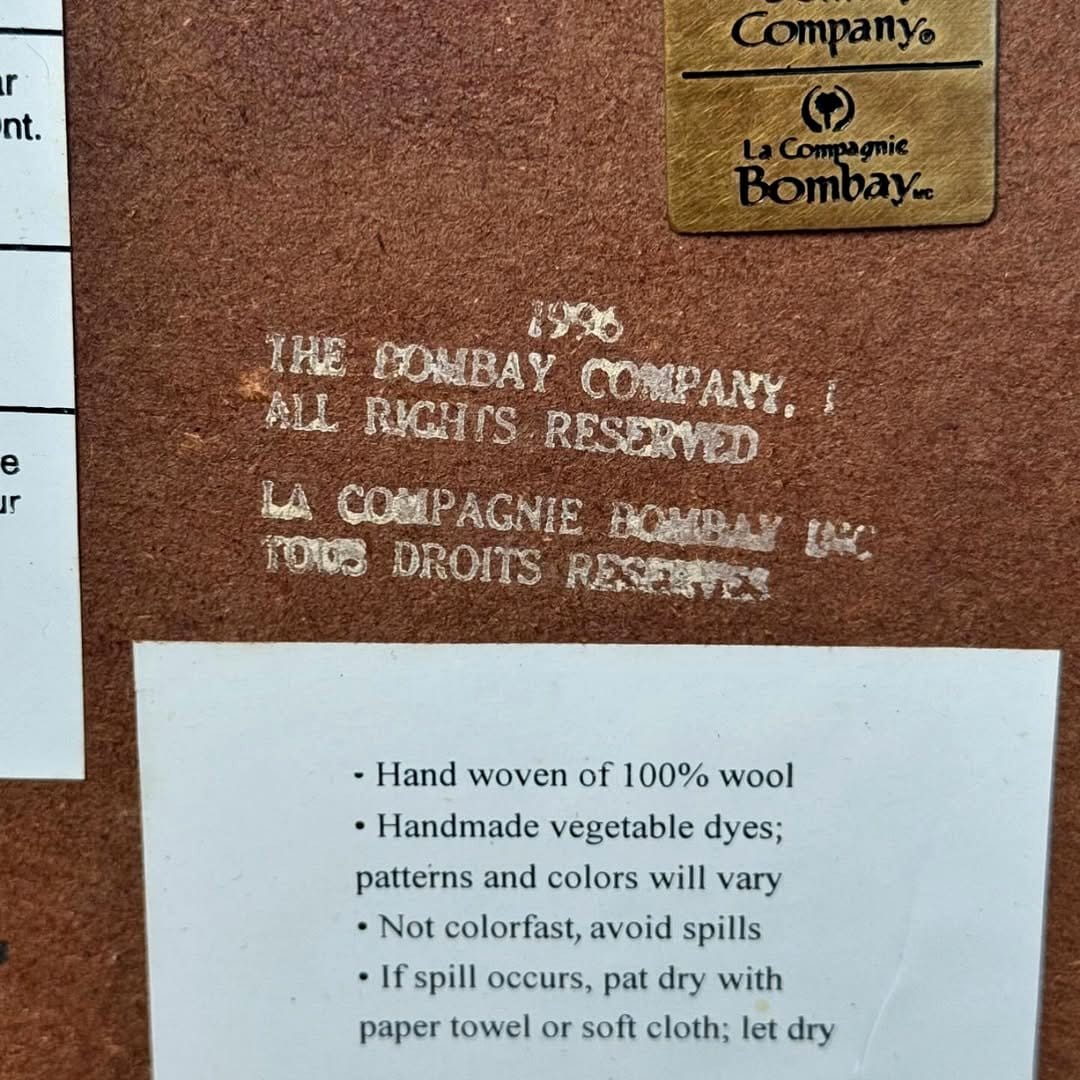 Company®
La Compagnie
Bombay INC
1996
THE BOMBAY COMPANY, I
ALL RIGHTS RESERVED
LA COMPAGNIE BOMBAY INC
TOUS DROITS RESERVES
• Hand woven of 100% wool
• Handmade vegetable dyes;
patterns and colors will vary
• Not colorfast, avoid spills
• If spill occurs, pat dry with
paper towel or soft cloth; let dry